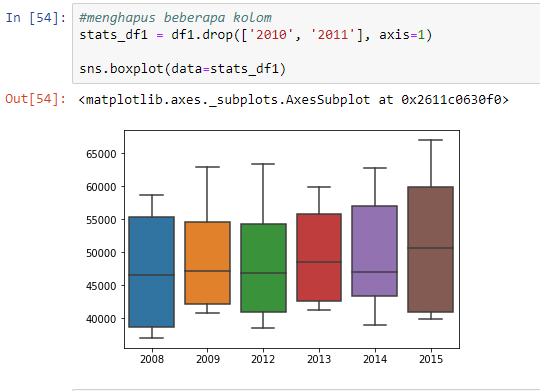 In [54]: #menghapus beberapa kolom
stats_df1 = df1.drop(['2010', '2011'], axis=1)
sns.boxplot(data=stats_df1)
Out[54]: <matplotlib.axes._subplots.AxesSubplot at 0x2611c0630f0>
65000
60000
55000
50000
45000
40000
2008 2009 2012 2013 2014 2015